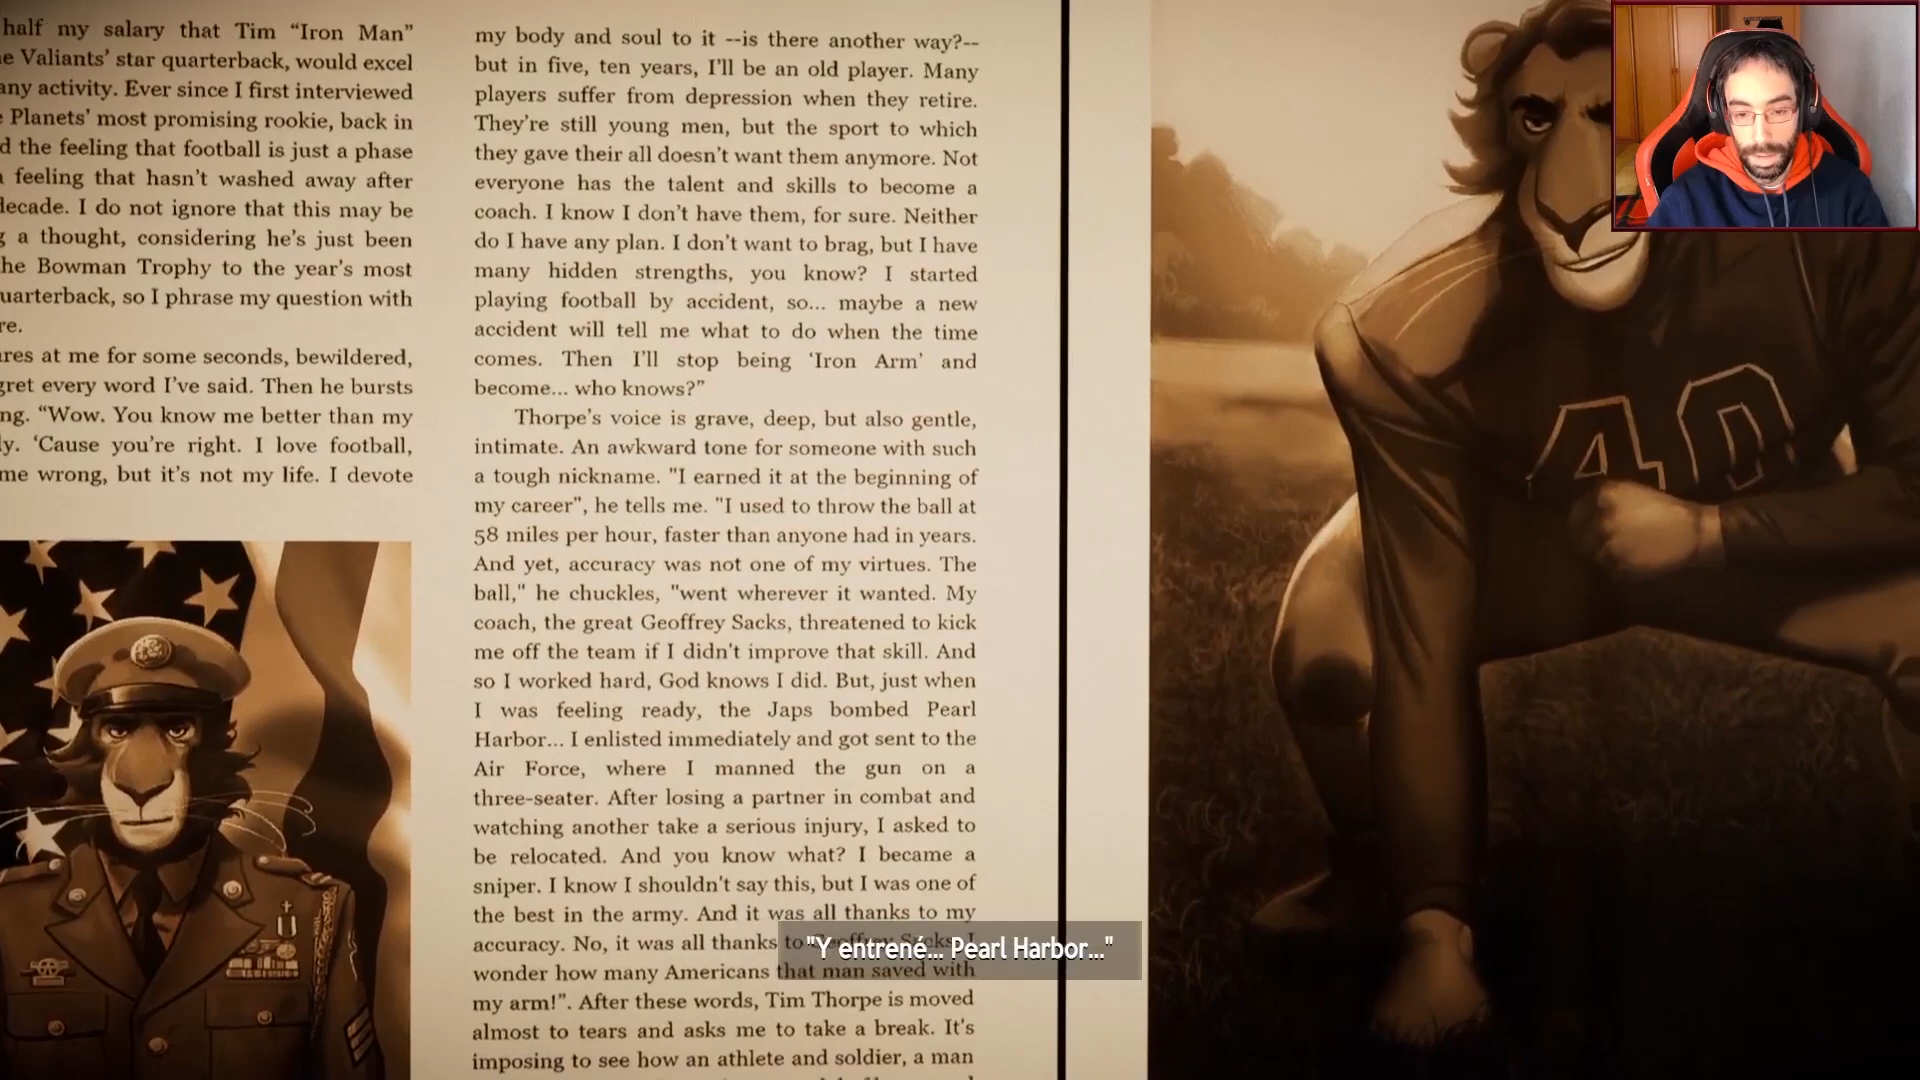 half my salary that Tim “Iron Man”
Valiants’ star quarterback, would excel
any activity. Ever since I first interviewed
Planets’ most promising rookie, back in
the feeling that football is just a phase
feeling that hasn’t washed away after
decade. I do not ignore that this may be
a thought, considering he’s just been
the Bowman Trophy to the year’s most
quarterback, so I phrase my question with
at me for some seconds, bewildered,
every word I’ve said. Then he bursts
“Wow. You know me better than my
‘Cause you’re right. I love football,
me wrong, but it’s not my life. I devote
my body and soul to it --is there another way?--
but in five, ten years, I’ll be an old player. Many
players suffer from depression when they retire.
They’re still young men, but the sport to which
they gave their all doesn’t want them anymore. Not
everyone has the talent and skills to become a
coach. I know I don’t have them, for sure. Neither
do I have any plan. I don’t want to brag, but I have
many hidden strengths, you know? I started
playing football by accident, so... maybe a new
accident will tell me what to do when the time
comes. Then I’ll stop being ‘Iron Arm’ and
become... who knows?”
Thorpe’s voice is grave, deep, but also gentle,
intimate. An awkward tone for someone with such
a tough nickname. "I earned it at the beginning of
my career", he tells me. "I used to throw the ball at
58 miles per hour, faster than anyone had in years.
And yet, accuracy was not one of my virtues. The
ball," he chuckles, "went wherever it wanted. My
coach, the great Geoffrey Sacks, threatened to kick
me off the team if I didn't improve that skill. And
so I worked hard, God knows I did. But, just when
I was feeling ready, the Japs bombed Pearl
Harbor... I enlisted immediately and got sent to the
Air Force, where I manned the gun on a
three-seater. After losing a partner in combat and
watching another take a serious injury, I asked to
be relocated. And you know what? I became a
sniper. I know I shouldn't say this, but I was one of
the best in the army. And it was all thanks to my
accuracy. No, it was all thanks to
wonder how many Americans that man saved with
my arm!”. After these words, Tim Thorpe is moved
almost to tears and asks me to take a break. It's
imposing to see how an athlete and soldier, a man
40
"Y entrené... Pearl Harbor..."